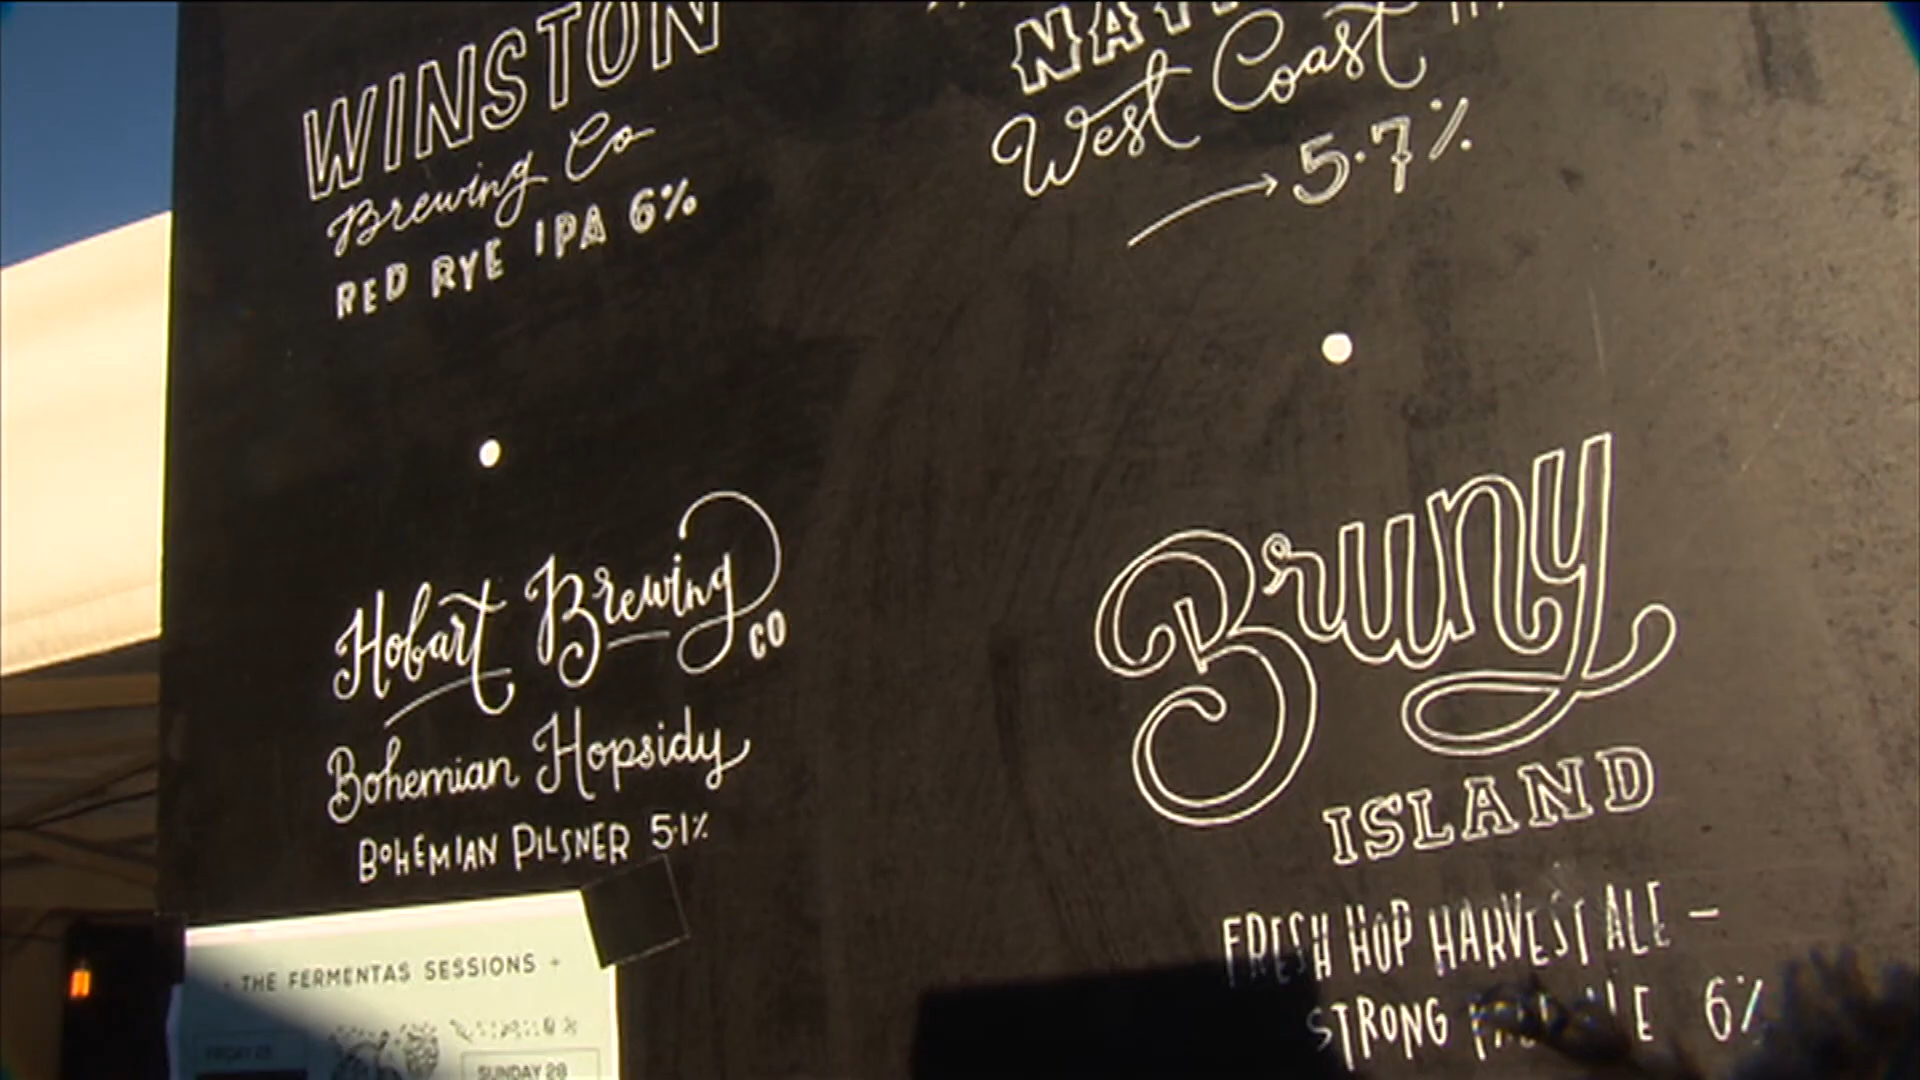 WINSTON
Brewing Co
RED RYE IPA 6%
West Coast
5.7%
Hobart Brewing
CO
Bohemian Hopsidy
BOHEMIAN PILSNER 5.1%
Bruny
ISLAND
FRESH HOP HARVEST ALE —
STRONG 6%
+ THE FERMENTAS SESSIONS +
SUNDAY 28